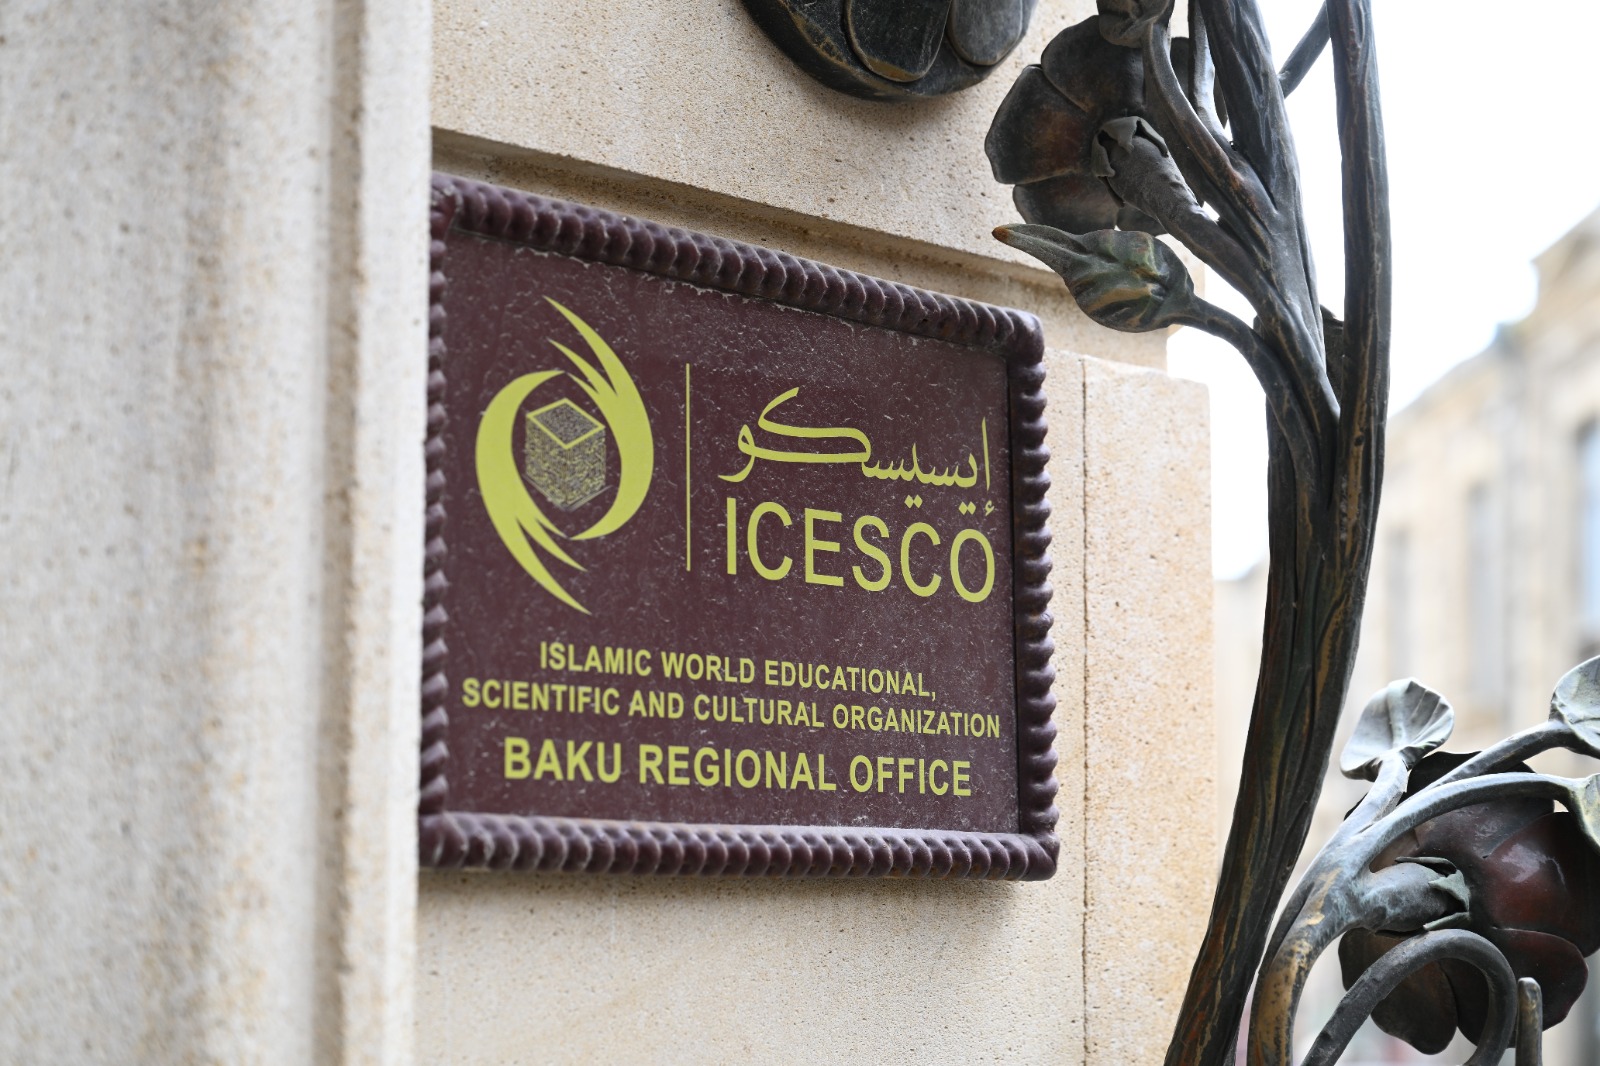 إيسيسكو
ICESCO
ISLAMIC WORLD EDUCATIONAL,
SCIENTIFIC AND CULTURAL ORGANIZATION
BAKU REGIONAL OFFICE